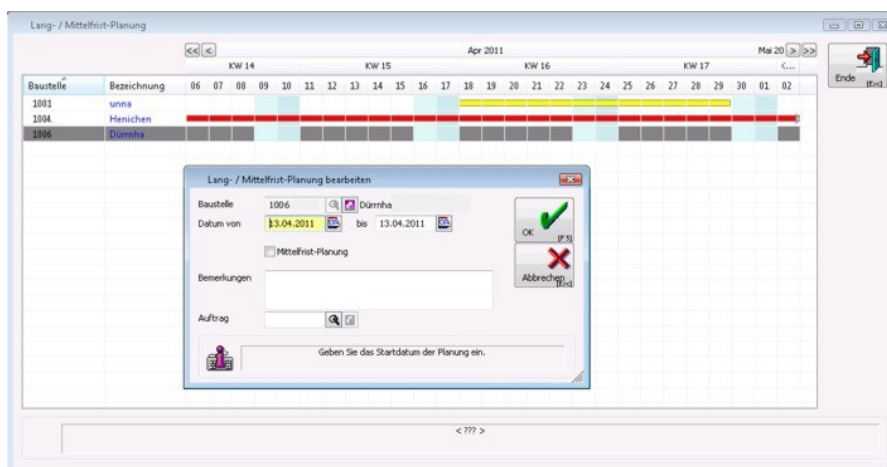 Lang- / Mittelfrist-Planung
<< < Apr 2011 Mai 20 > >>
KW 14 KW 15 KW 16 KW 17 <...
Ende [Esc]
Baustelle Bezeichnung 06 07 08 09 10 11 12 13 14 15 16 17 18 19 20 21 22 23 24 25 26 27 28 29 30 01 02
1001 unna
1004. Henichen
1006 Dürrnha
Lang- / Mittelfrist-Planung bearbeiten
Baustelle 1006 Dürrnha
Datum von 13.04.2011 bis 13.04.2011
OK [F5]
Mittelfrist-Planung
Bemerkungen
Abbrechen [Esc]
Auftrag
Geben Sie das Startdatum der Planung ein.
< ??? >